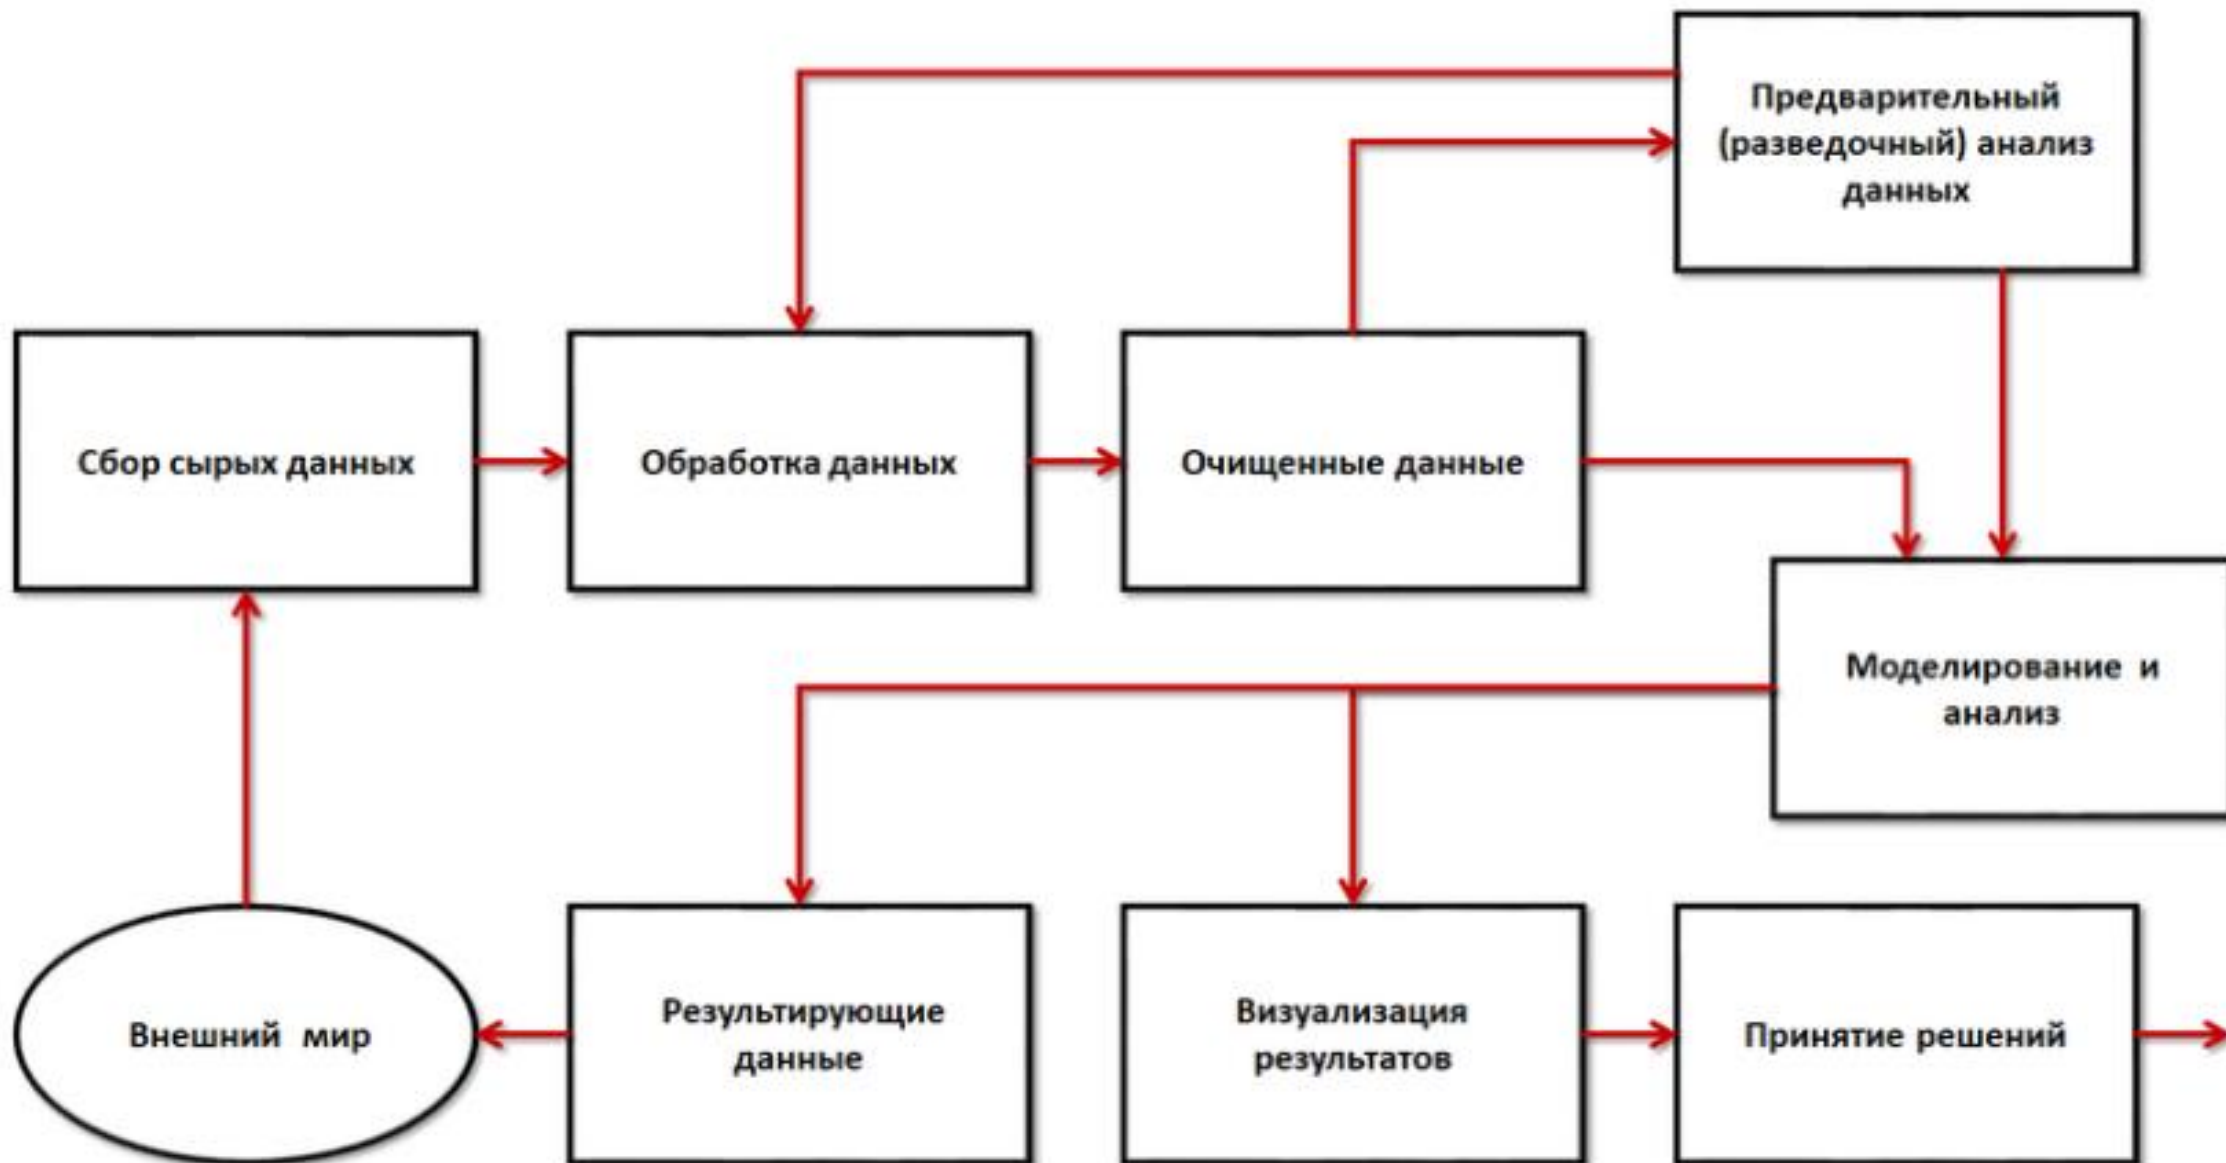 Предварительный
(разведочный) анализ
данных
Сбор сырых данных
Обработка данных
Очищенные данные
Моделирование и
анализ
Внешний мир
Результирующие
данные
Визуализация
результатов
Принятие решений